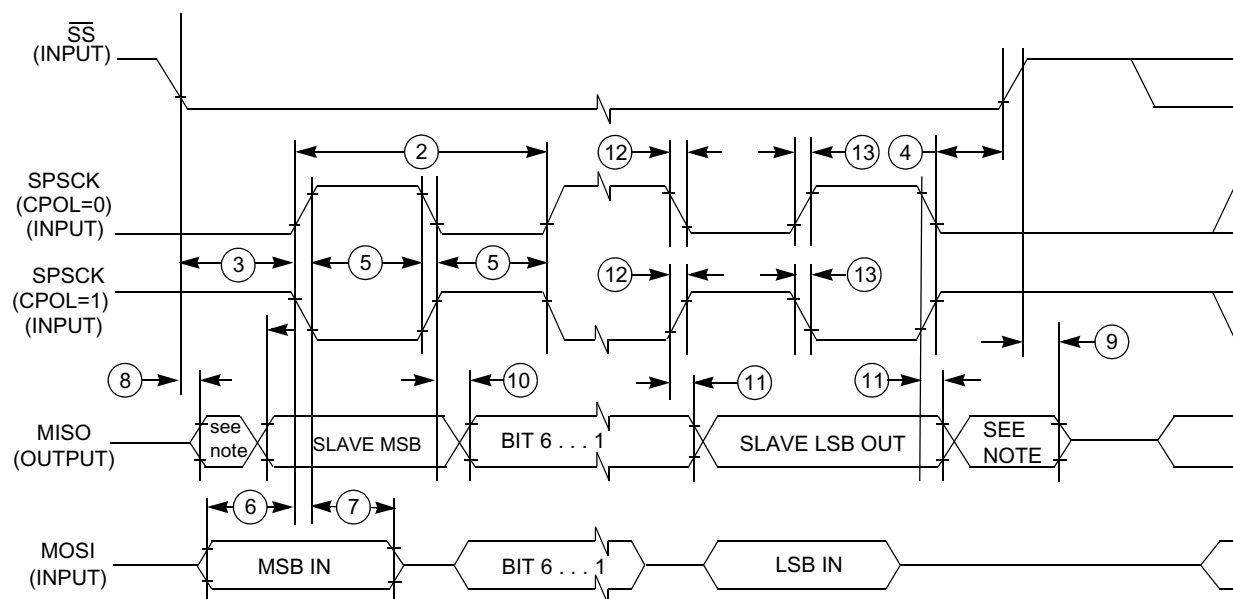 SS
(INPUT)
2
12
13
4
SPSCK
(CPOL=0)
(INPUT)
3
5
5
SPSCK
(CPOL=1)
(INPUT)
12
13
9
8
10
11
11
MISO
(OUTPUT)
see
note
SLAVE MSB
BIT 6 . . . 1
SLAVE LSB OUT
SEE
NOTE
6
7
MOSI
(INPUT)
MSB IN
BIT 6 . . . 1
LSB IN